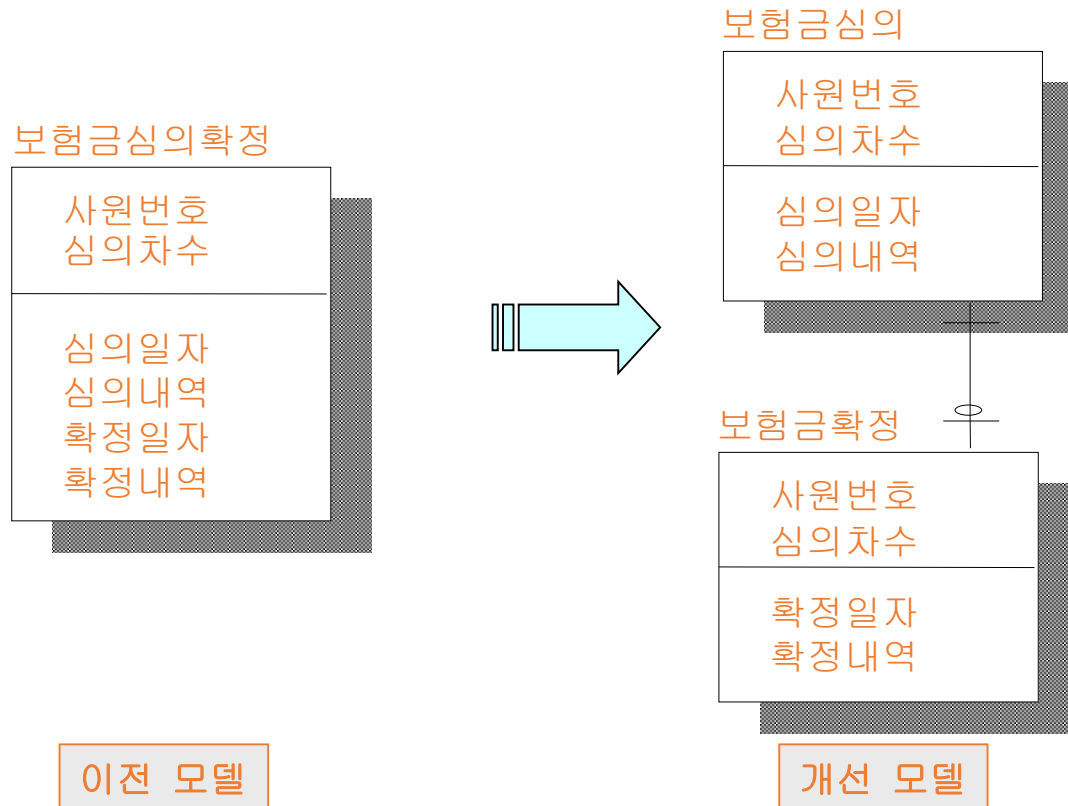 보험금심의확정
사원번호
심의차수
심의일자
심의내역
확정일자
확정내역
이전 모델
보험금심의
사원번호
심의차수
심의일자
심의내역
보험금확정
사원번호
심의차수
확정일자
확정내역
개선 모델